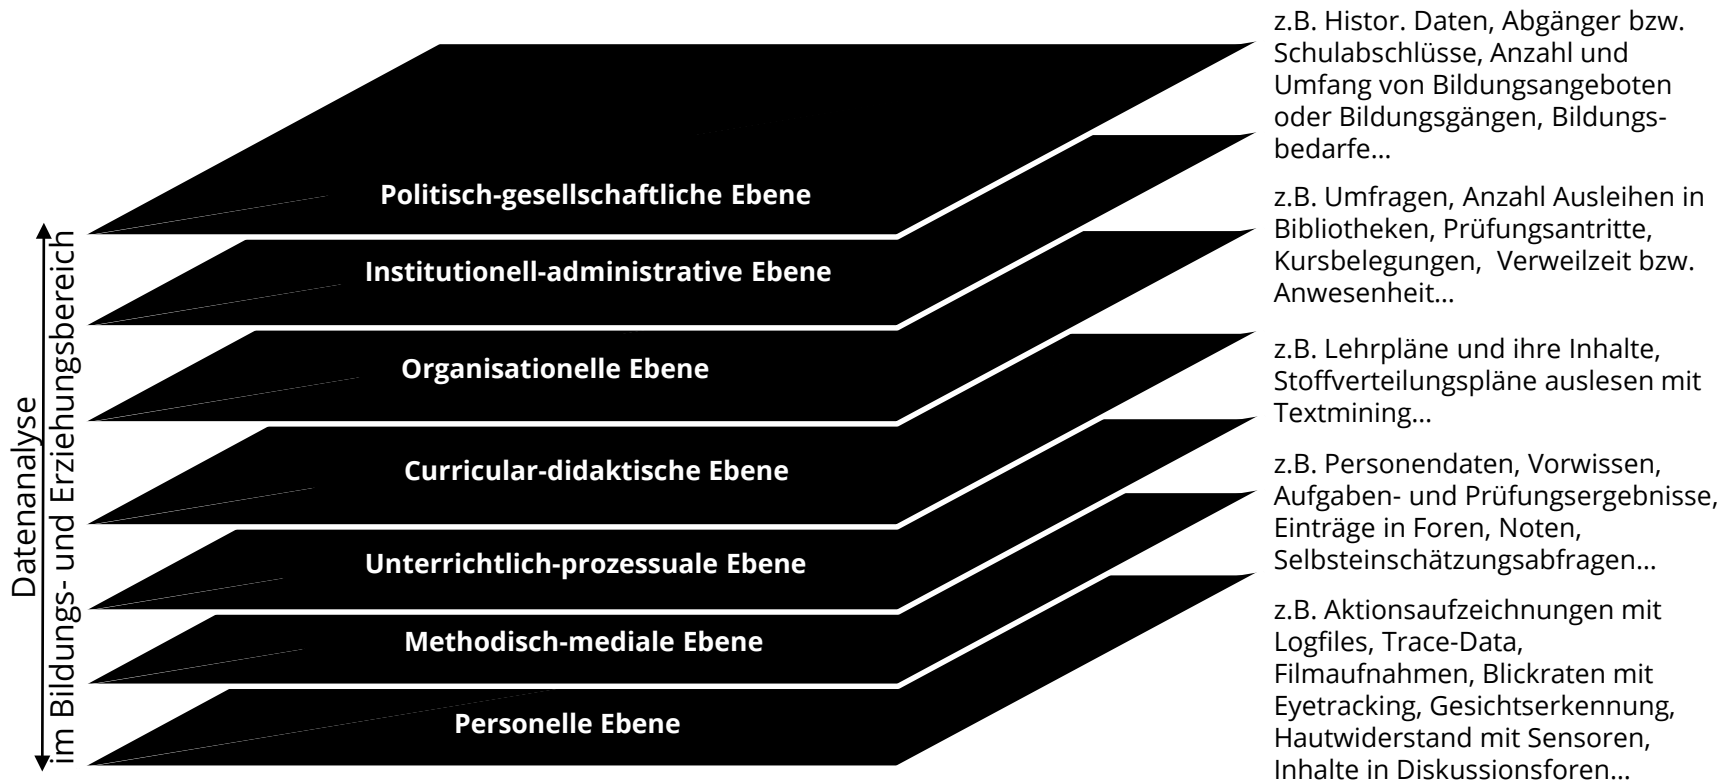 z.B. Histor. Daten, Abgänger bzw.
Schulabschlüsse, Anzahl und
Umfang von Bildungsangeboten
oder Bildungsgängen, Bildungs-
bedarfe...
Politisch-gesellschaftliche Ebene
z.B. Umfragen, Anzahl Ausleihen in
Bibliotheken, Prüfungsantritte,
Kursbelegungen,  Verweilzeit bzw.
Anwesenheit...
Institutionell-administrative Ebene
Organisationelle Ebene
z.B. Lehrpläne und ihre Inhalte,
Stoffverteilungspläne auslesen mit
Textmining...
Curricular-didaktische Ebene
z.B. Personendaten, Vorwissen,
Aufgaben- und Prüfungsergebnisse,
Einträge in Foren, Noten,
Selbsteinschätzungsabfragen...
Unterrichtlich-prozessuale Ebene
Methodisch-mediale Ebene
Personelle Ebene
z.B. Aktionsaufzeichnungen mit
Logfiles, Trace-Data,
Filmaufnahmen, Blickraten mit
Eyetracking, Gesichtserkennung,
Hautwiderstand mit Sensoren,
Inhalte in Diskussionsforen...
Datenanalyse
im Bildungs- und Erziehungsbereich